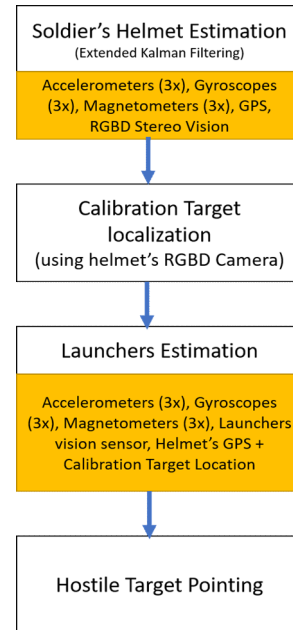 Soldier's Helmet Estimation
(Extended Kalman Filtering)
Accelerometers (3x), Gyroscopes
(3x), Magnetometers (3x), GPS,
RGBD Stereo Vision
Calibration Target
localization
(using helmet's RGBD Camera)
Launchers Estimation
Accelerometers (3x), Gyroscopes
(3x), Magnetometers (3x), Launchers
vision sensor, Helmet's GPS +
Calibration Target Location
Hostile Target Pointing